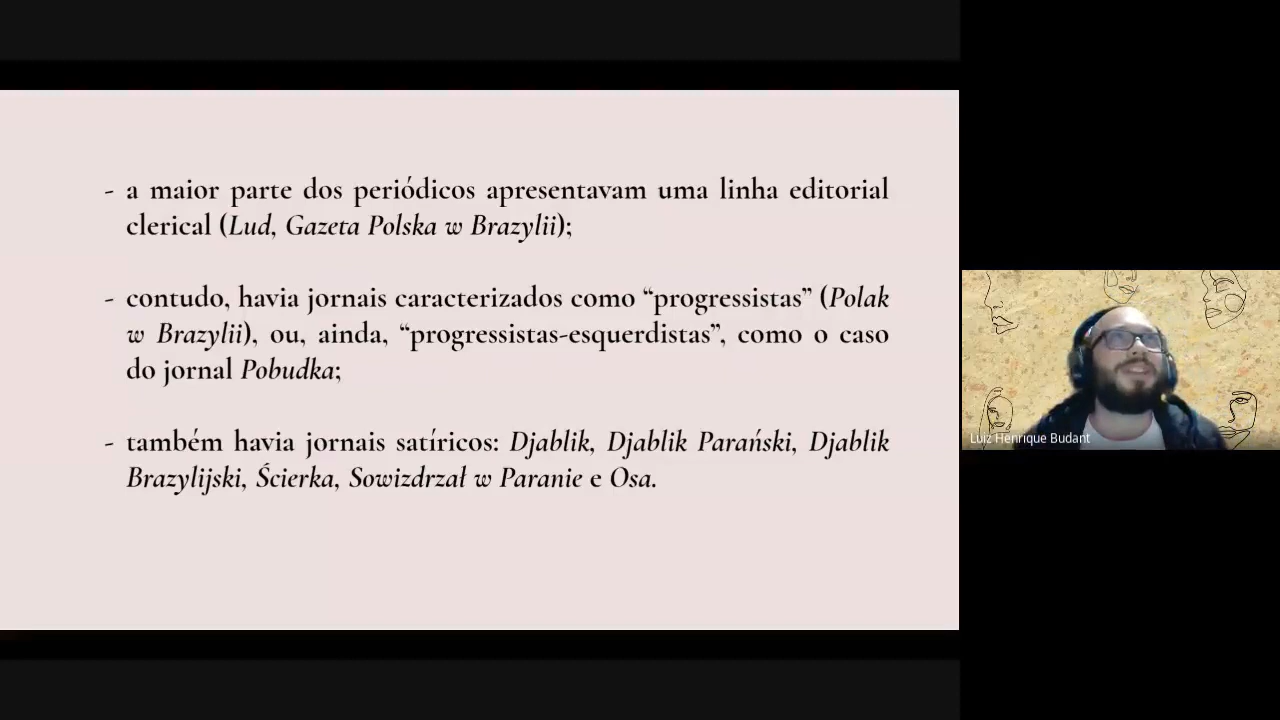 - a maior parte dos periódicos apresentavam uma linha editorial
clerical (Lud, Gazeta Polska w Brazylii);
- contudo, havia jornais caracterizados como “progressistas” (Polak
w Brazylii), ou, ainda, “progressistas-esquerdistas”, como o caso
do jornal Pobudka;
- também havia jornais satíricos: Djablik, Djablik Parański, Djablik
Brazylijski, Ścierka, Sowizdrzał w Paranie e Osa.
Luiz Henrique Budant